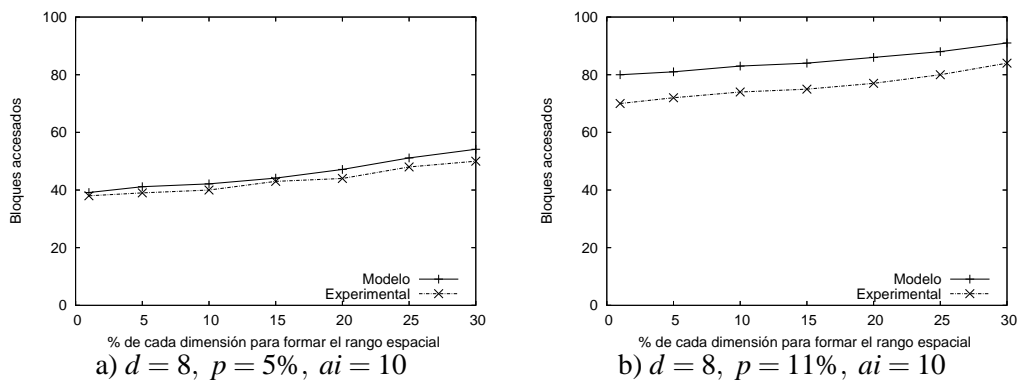 100
80
60
40
20
0
Bloques accesados
Modelo
Experimental
0 5 10 15 20 25 30
% de cada dimensión para formar el rango espacial
a) d = 8, p = 5%, ai = 10
100
80
60
40
20
0
Bloques accesados
Modelo
Experimental
0 5 10 15 20 25 30
% de cada dimensión para formar el rango espacial
b) d = 8, p = 11%, ai = 10